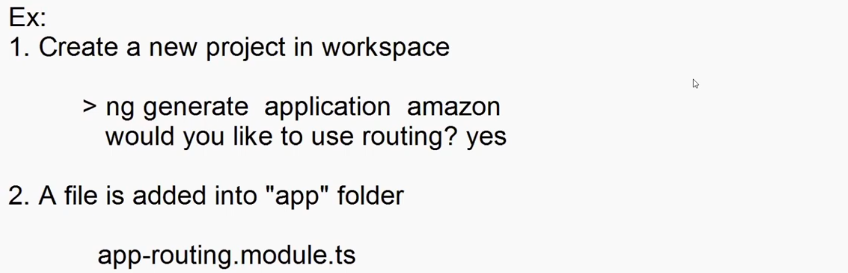 Ex:
1. Create a new project in workspace
> ng generate application amazon
would you like to use routing? yes
2. A file is added into "app" folder
app-routing.module.ts